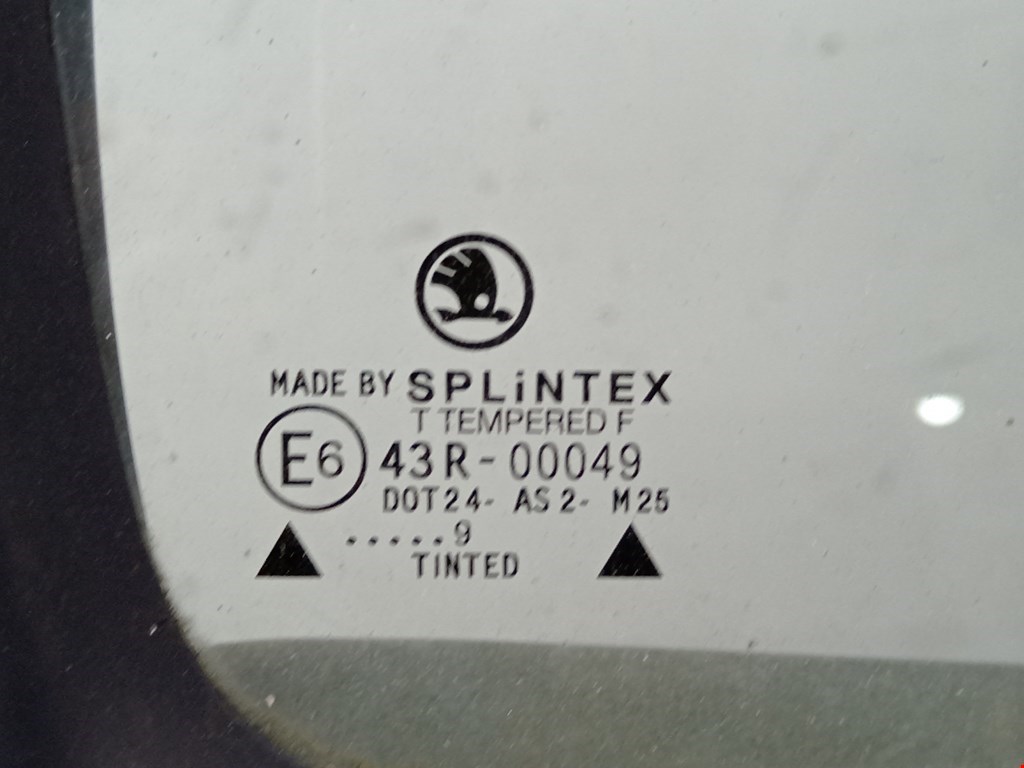 MADE BY SPLiNTEX
T TEMPERED F
E6 43R-00049
DOT24- AS2- M25
.....9
TINTED